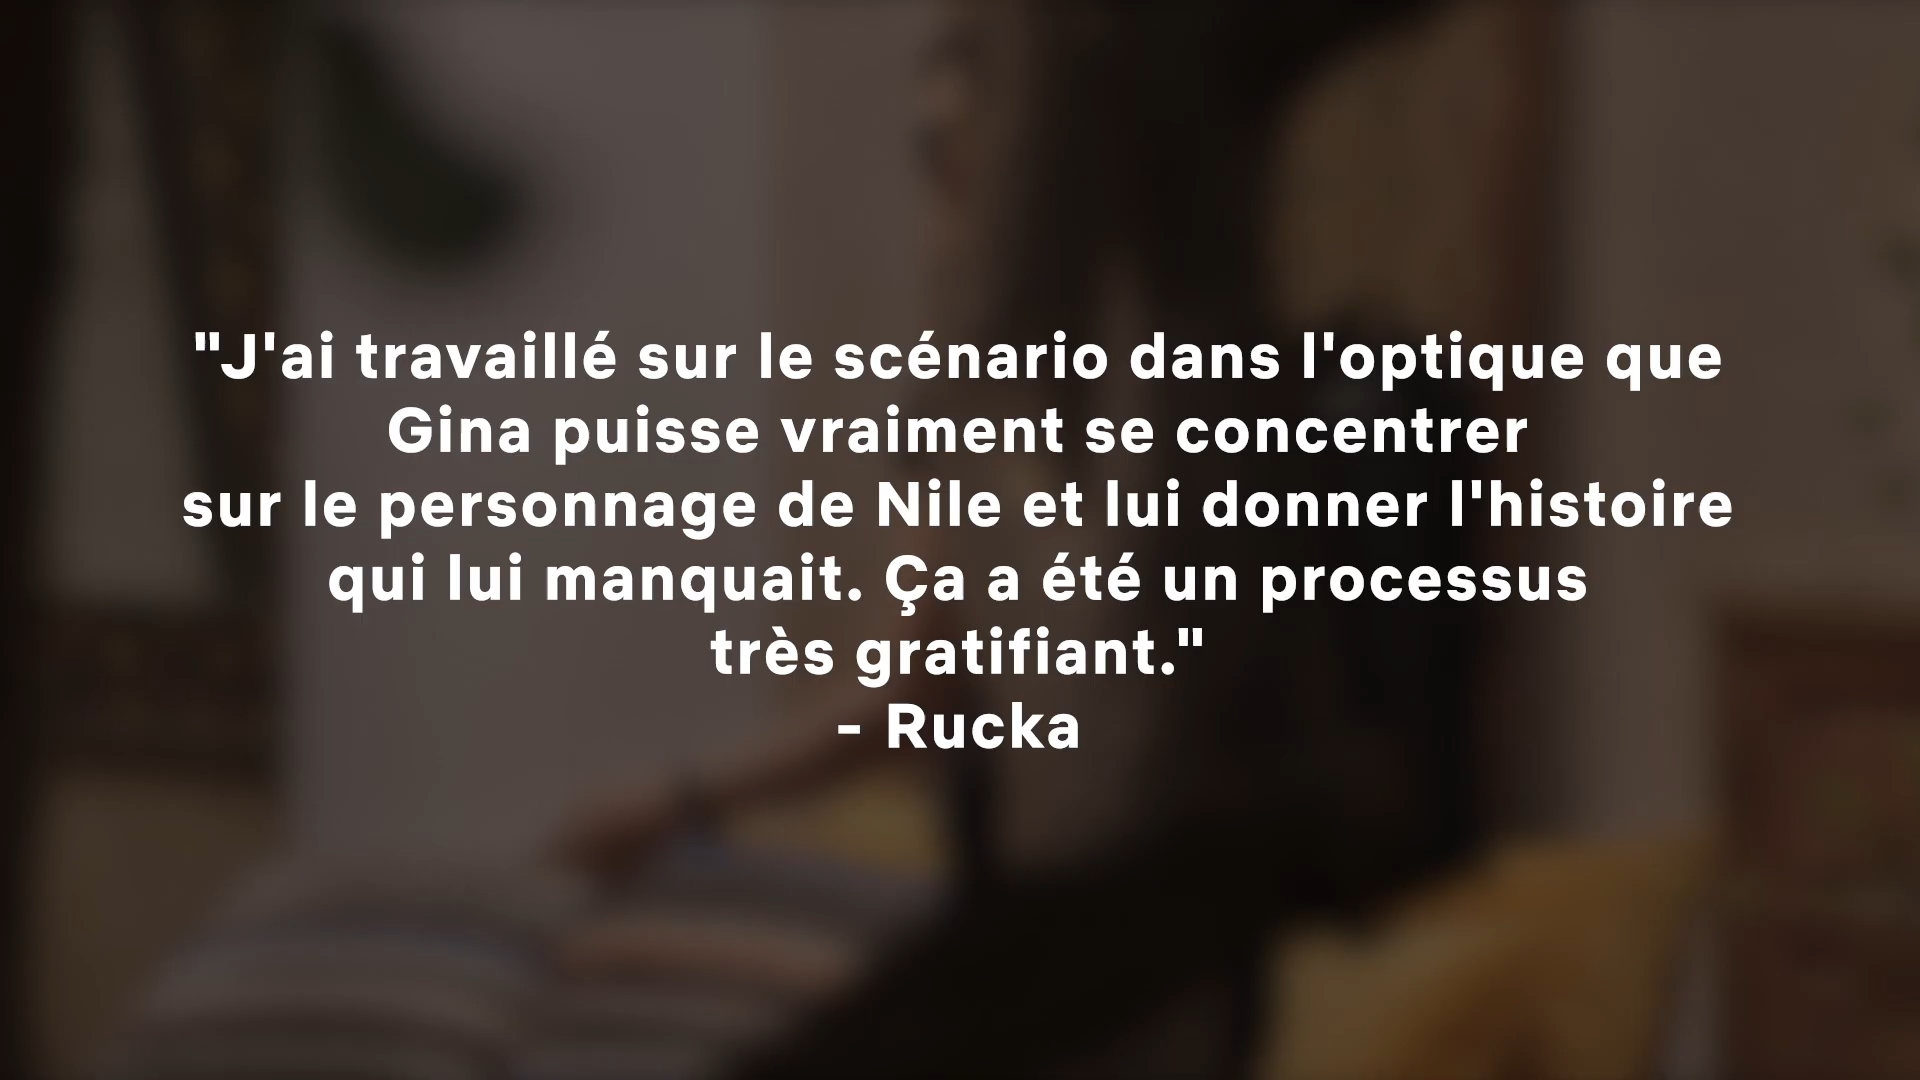 "J'ai travaillé sur le scénario dans l'optique que
Gina puisse vraiment se concentrer
sur le personnage de Nile et lui donner l'histoire
qui lui manquait. Ça a été un processus
très gratifiant."
- Rucka